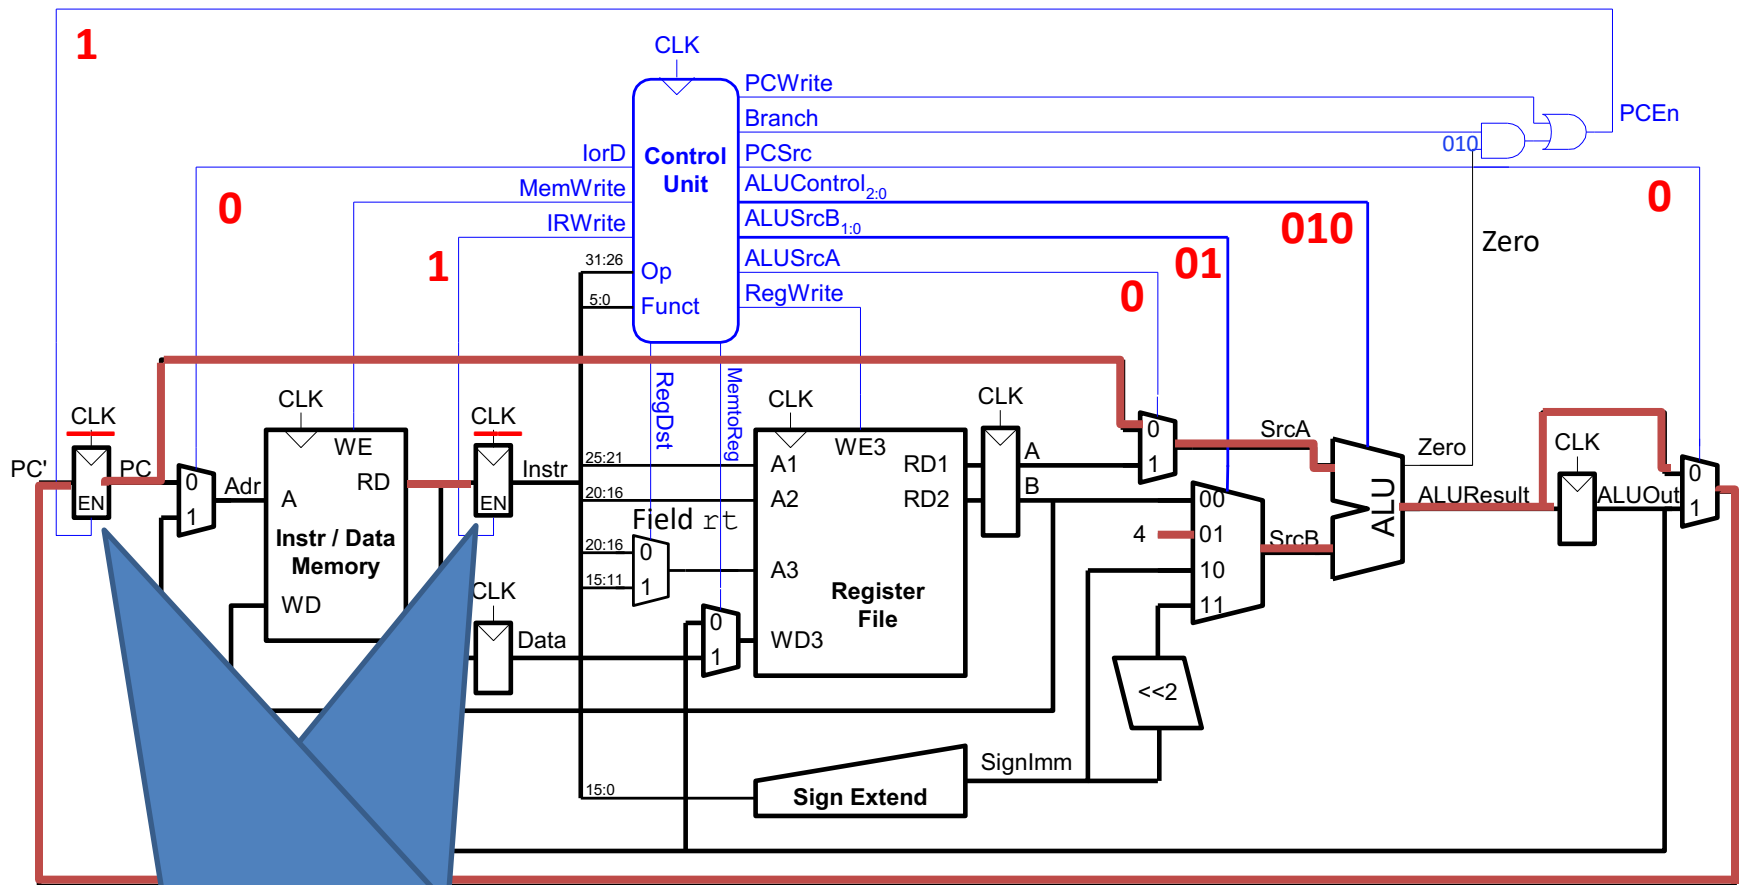 1
CLK
PCWrite
Branch
PCEn
010
IorD
Control
Unit
PCSrc
MemWrite
ALUControl2:0
0
0
IRWrite
ALUSrcB1:0
010
Zero
1
31:26
Op
ALUSrcA
01
0
5:0
Funct
RegWrite
RegDst
MemtoReg
CLK
CLK
CLK
CLK
CLK
CLK
PC'
PC
EN
0
1
Adr
WE
A
RD
Instr / Data
Memory
WD
EN
Instr
25:21
A1
WE3
RD1
A
0
1
SrcA
Zero
20:16
A2
RD2
B
00
Field rt
4
01
SrcB
ALU
ALUResult
ALUOut
0
1
20:16
0
15:11
1
A3
10
11
Register
File
CLK
Data
0
1
WD3
<<2
SignImm
15:0
Sign Extend